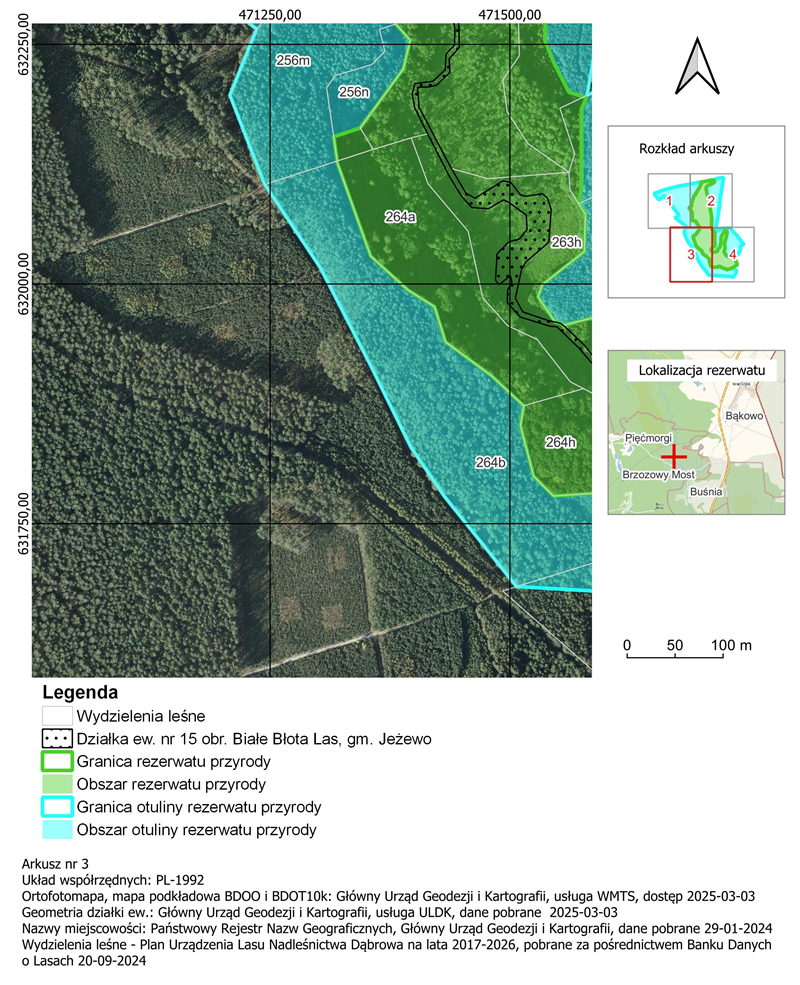 471250,00
471500,00
632250,00
632000,00
631750,00
256m
256n
264a
263h
264h
264b
Rozkład arkuszy
1
2
3
4
Lokalizacja rezerwatu
Bąkowo
Pięćmorgi
Brzozowy Most
Buśnia
0 50 100 m
Legenda
Wydzielenia leśne
Działka ew. nr 15 obr. Białe Błota Las, gm. Jeżewo
Granica rezerwatu przyrody
Obszar rezerwatu przyrody
Granica otuliny rezerwatu przyrody
Obszar otuliny rezerwatu przyrody
Arkusz nr 3
Układ współrzędnych: PL-1992
Ortofotomapa, mapa podkładowa BDOO i BDOT10k: Główny Urząd Geodezji i Kartografii, usługa WMTS, dostęp 2025-03-03
Geometria działki ew.: Główny Urząd Geodezji i Kartografii, usługa ULDK, dane pobrane 2025-03-03
Nazwy miejscowości: Państwowy Rejestr Nazw Geograficznych, Główny Urząd Geodezji i Kartografii, dane pobrane 29-01-2024
Wydzielenia leśne - Plan Urządzenia Lasu Nadleśnictwa Dąbrowa na lata 2017-2026, pobrane za pośrednictwem Banku Danych
o Lasach 20-09-2024